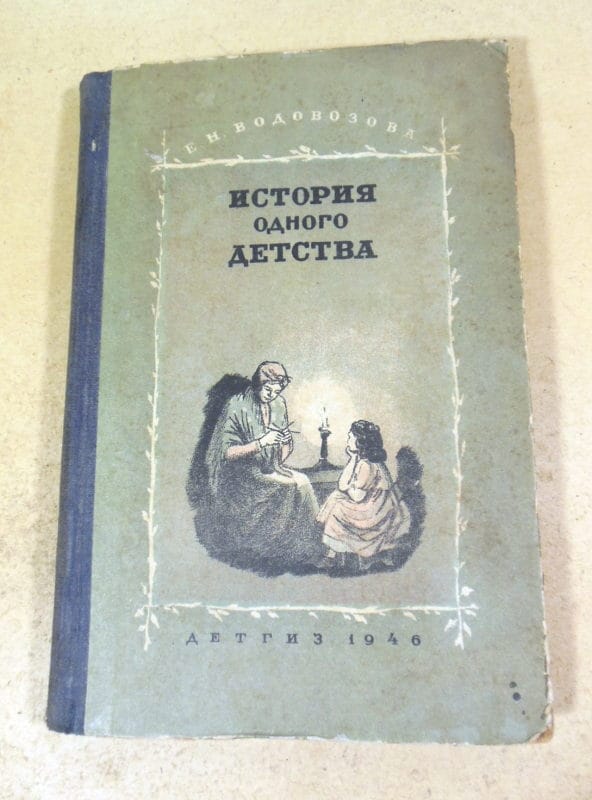 Е. Н. ВОДОВОЗОВА
ИСТОРИЯ
ОДНОГО
ДЕТСТВА
ДЕТГИЗ 1946